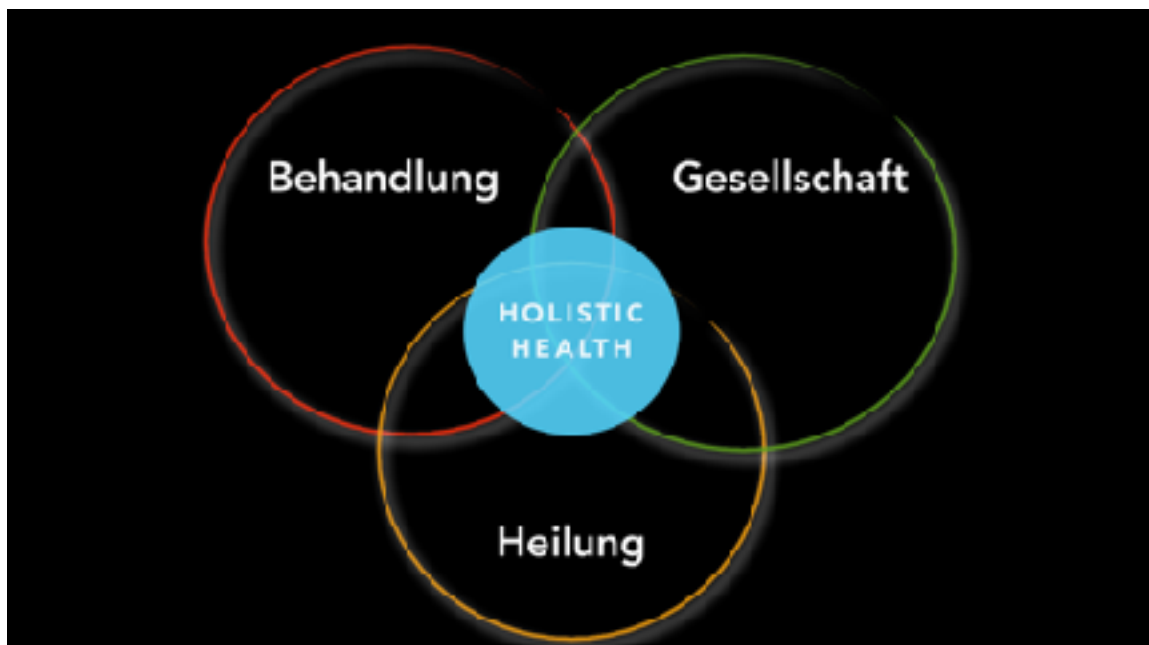 Behandlung
Gesellschaft
HOLISTIC
HEALTH
Heilung